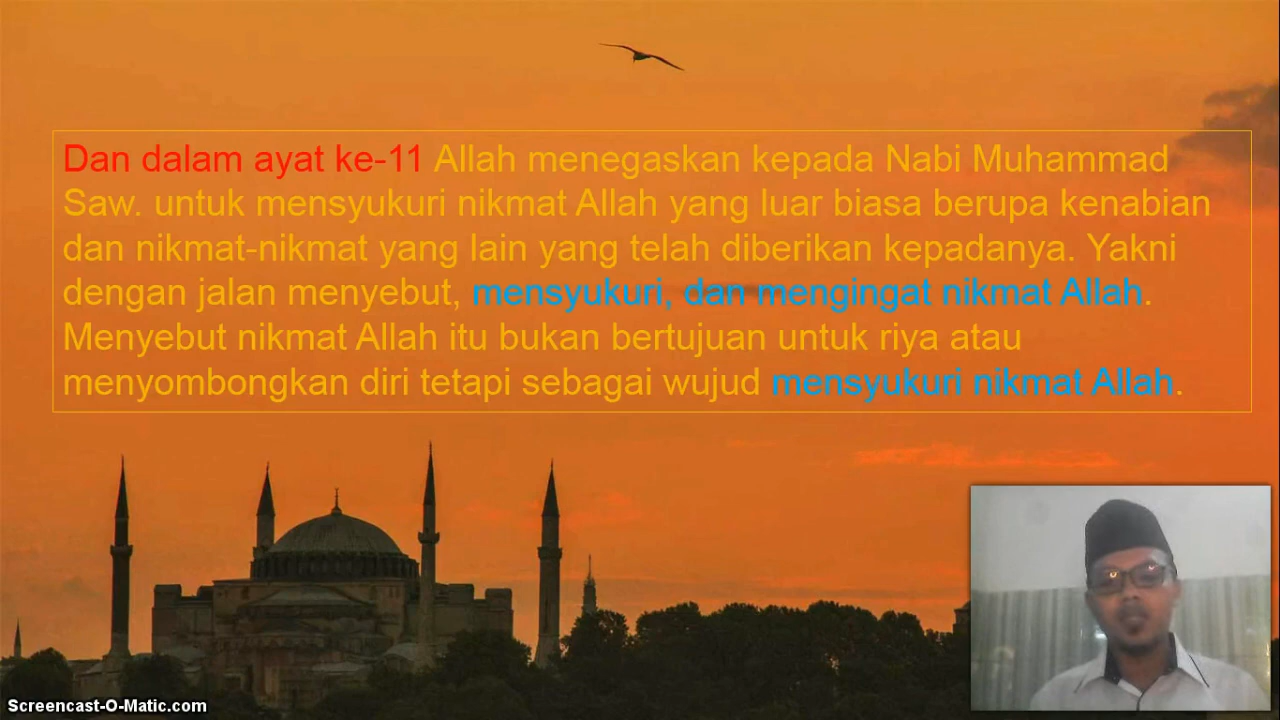 Dan dalam ayat ke-11 Allah menegaskan kepada Nabi Muhammad
Saw. untuk mensyukuri nikmat Allah yang luar biasa berupa kenabian
dan nikmat-nikmat yang lain yang telah diberikan kepadanya. Yakni
dengan jalan menyebut, mensyukuri, dan mengingat nikmat Allah.
Menyebut nikmat Allah itu bukan bertujuan untuk riya atau
menyombongkan diri tetapi sebagai wujud mensyukuri nikmat Allah.
Screencast-O-Matic.com